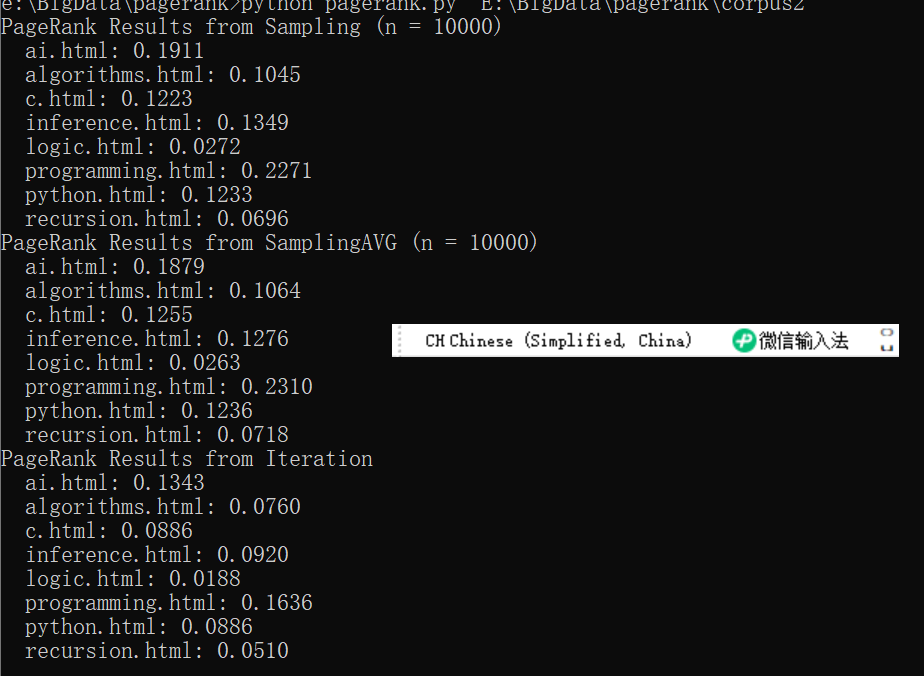 e:\BigData\pagerank>python pagerank.py  E:\BigData\pagerank\corpus2
PageRank Results from Sampling (n = 10000)
  ai.html: 0.1911
  algorithms.html: 0.1045
  c.html: 0.1223
  inference.html: 0.1349
  logic.html: 0.0272
  programming.html: 0.2271
  python.html: 0.1233
  recursion.html: 0.0696
PageRank Results from SamplingAVG (n = 10000)
  ai.html: 0.1879
  algorithms.html: 0.1064
  c.html: 0.1255
  inference.html: 0.1276
  logic.html: 0.0263
  programming.html: 0.2310
  python.html: 0.1236
  recursion.html: 0.0718
CH Chinese (Simplified, China) 微信输入法
PageRank Results from Iteration
  ai.html: 0.1343
  algorithms.html: 0.0760
  c.html: 0.0886
  inference.html: 0.0920
  logic.html: 0.0188
  programming.html: 0.1636
  python.html: 0.0886
  recursion.html: 0.0510